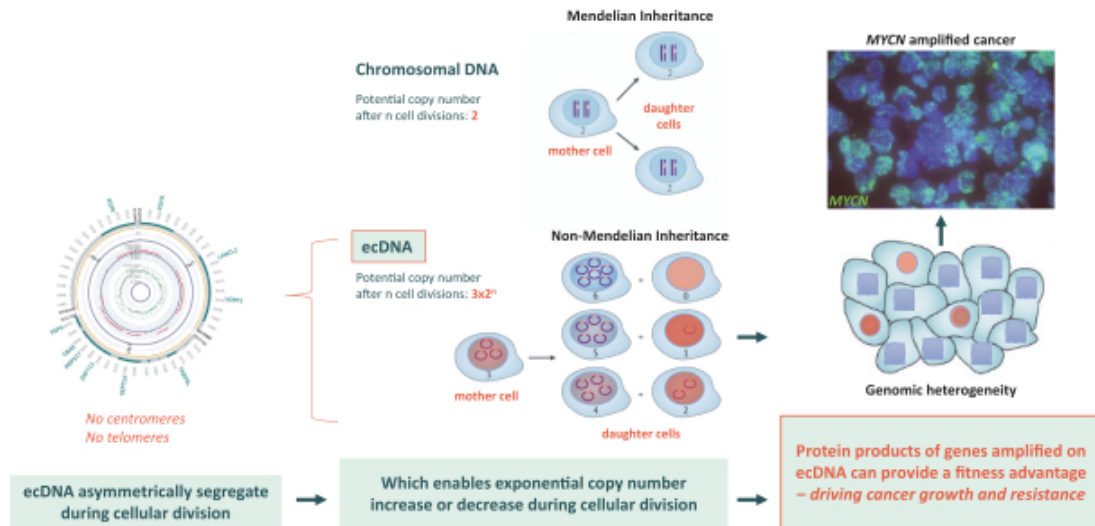 Mendelian Inheritance
Chromosomal DNA
Potential copy number
after n cell divisions: 2
2
2
2
mother cell
daughter
cells
MYCN amplified cancer
MYCN
No centromeres
No telomeres
ecDNA
Potential copy number
after n cell divisions: 3x2ⁿ
Non-Mendelian Inheritance
3
mother cell
6
0
5
1
4
2
daughter cells
Genomic heterogeneity
ecDNA asymmetrically segregate
during cellular division
Which enables exponential copy number
increase or decrease during cellular division
Protein products of genes amplified on
ecDNA can provide a fitness advantage
– driving cancer growth and resistance